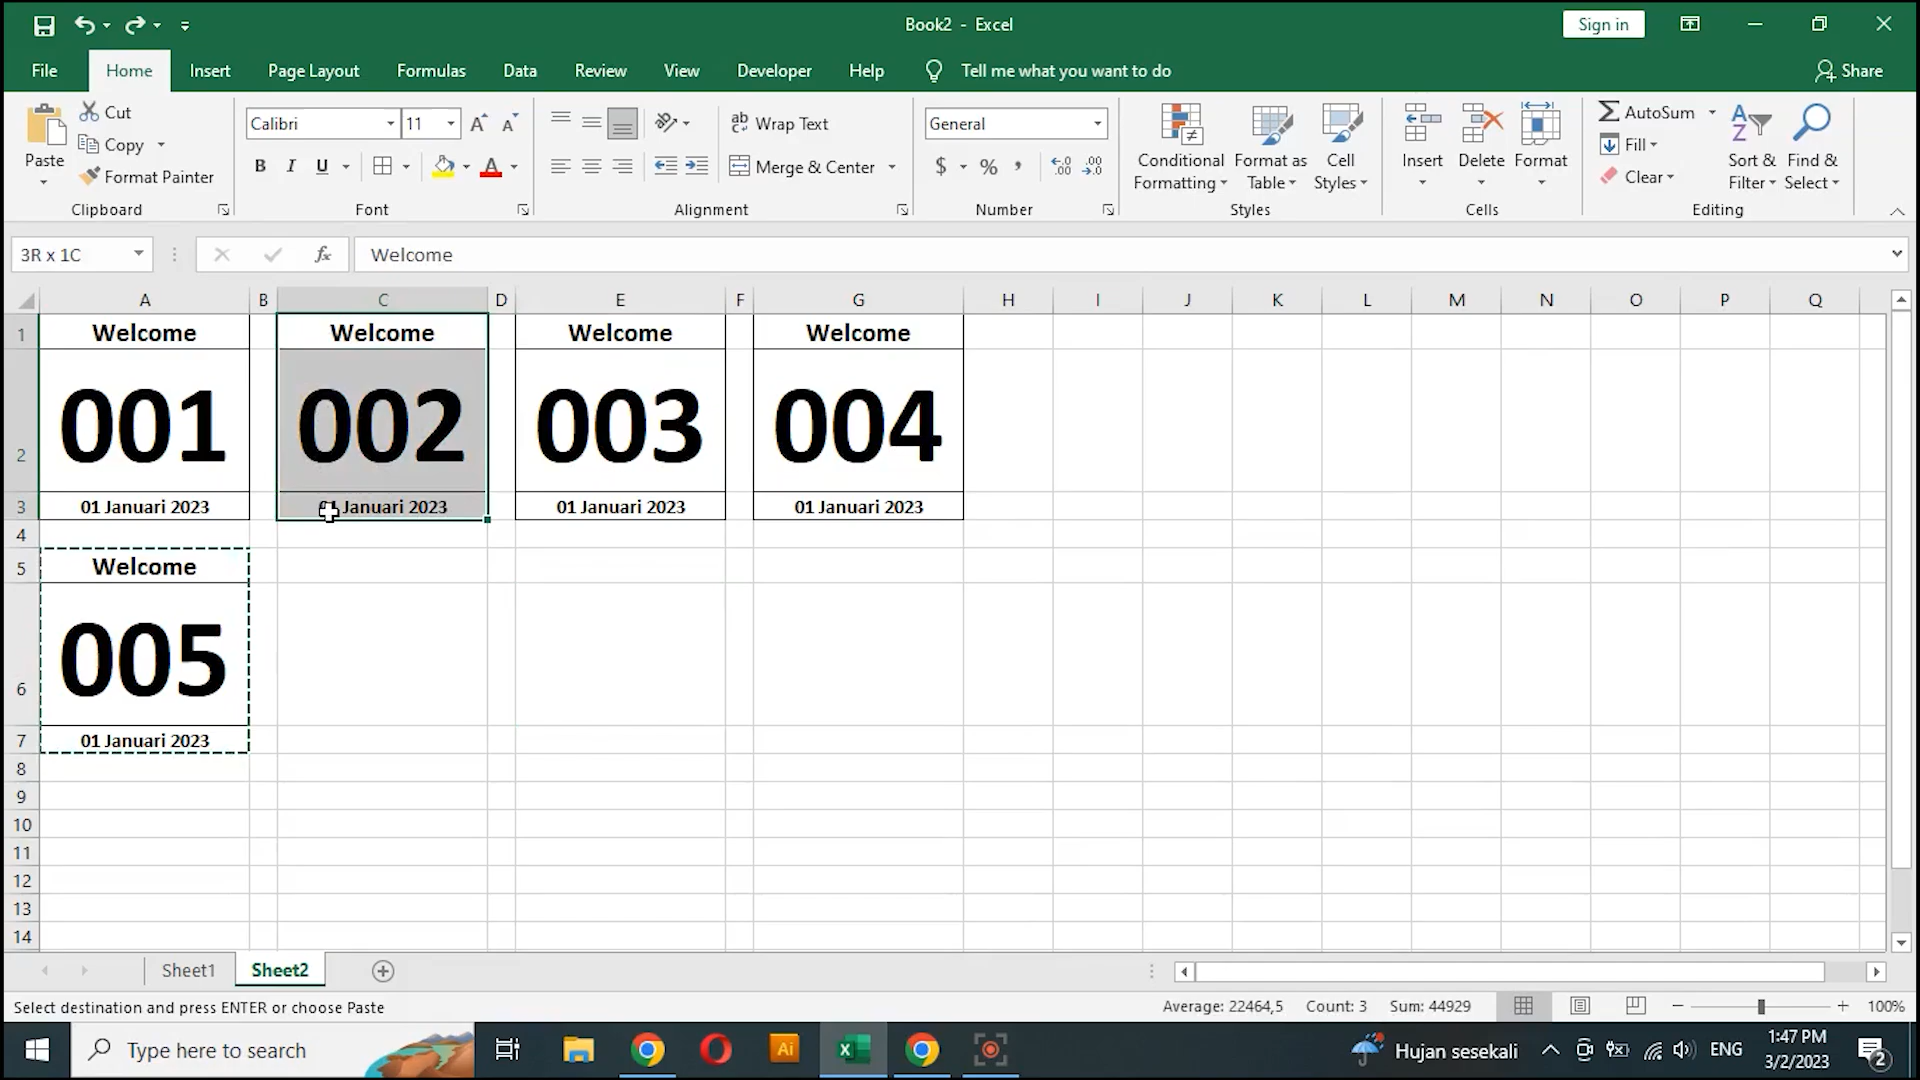 Book2 - Excel
Sign in
File Home Insert Page Layout Formulas Data Review View Developer Help Tell me what you want to do Share
Paste
Cut
Copy
Format Painter
Clipboard
Calibri 11
B I U A
Font
ab Wrap Text
Merge & Center
Alignment
General
$ % ,
Number
Conditional Formatting
Format as Table
Cell Styles
Styles
Insert Delete Format
Cells
AutoSum
Fill
Clear
Sort & Filter
Find & Select
Editing
3R x 1C fx Welcome
A B C D E F G H I J K L M N O P Q
1 Welcome Welcome Welcome Welcome
2 001 002 003 004
3 01 Januari 2023 Januari 2023 01 Januari 2023 01 Januari 2023
4
5 Welcome
6 005
7 01 Januari 2023
8
9
10
11
12
13
14
Sheet1 Sheet2
Select destination and press ENTER or choose Paste Average: 22464,5 Count: 3 Sum: 44929 100%
Type here to search Ai Hujan sesekali ENG 1:47 PM
3/2/2023 2